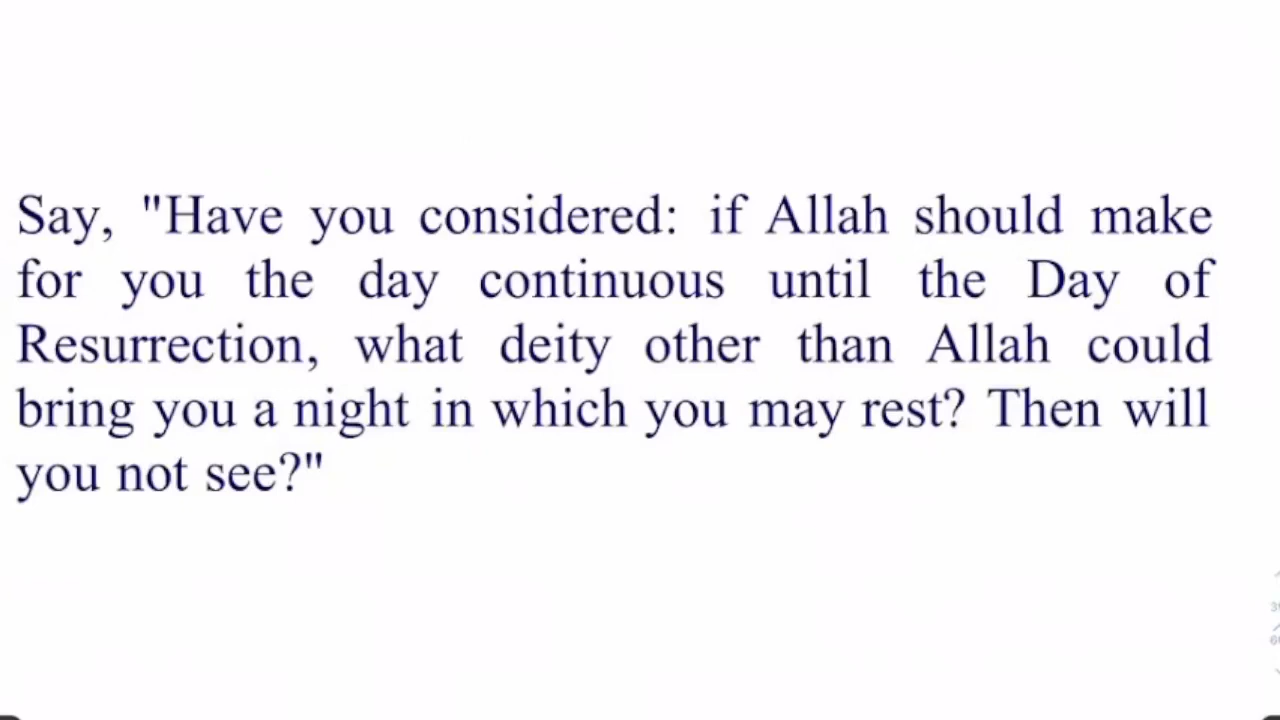 Say, "Have you considered: if Allah should make
for you the day continuous until the Day of
Resurrection, what deity other than Allah could
bring you a night in which you may rest? Then will
you not see?"